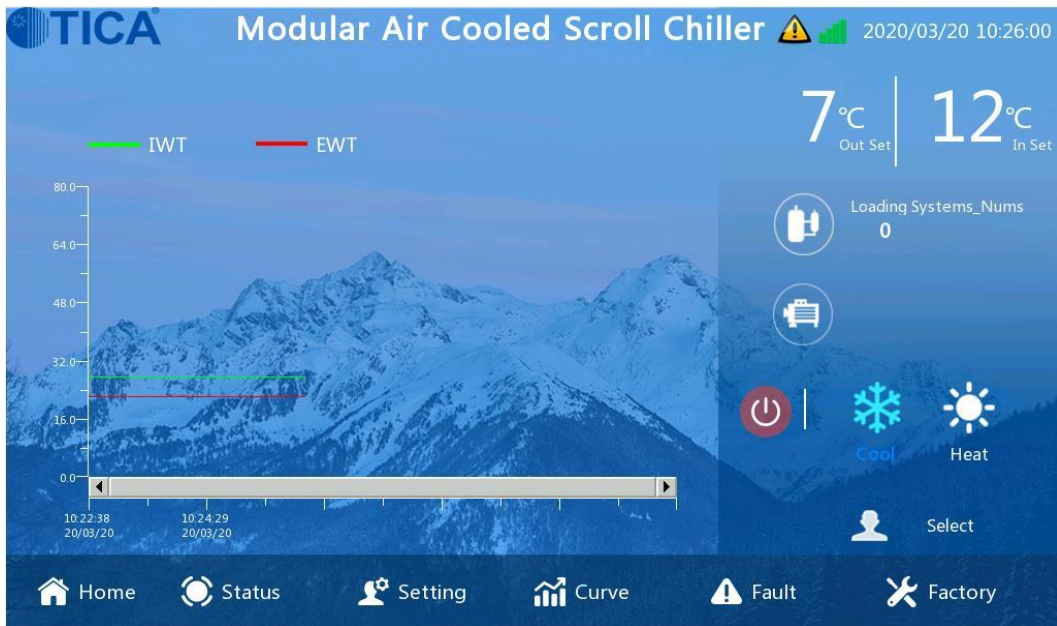 TICA
Modular Air Cooled Scroll Chiller
2020/03/20 10:26:00
7℃
Out Set
12℃
In Set
IWT
EWT
80.0
64.0
48.0
32.0
16.0
0.0
10:22:38
20/03/20
10:24:29
20/03/20
Loading Systems_Nums
0
Cool
Heat
Select
Home
Status
Setting
Curve
Fault
Factory